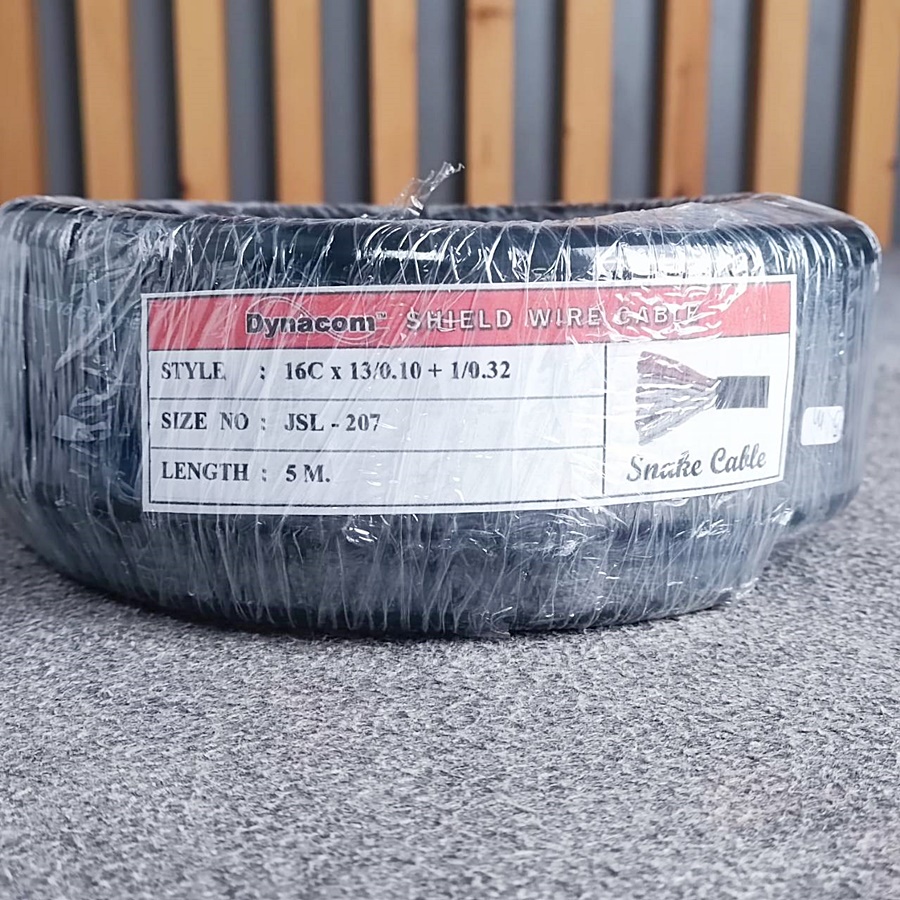 Dynacom™ SHIELD WIRE CABLE
STYLE : 16C x 13/0.10 + 1/0.32
SIZE NO : JSL - 207
LENGTH : 5 M.
Snake Cable